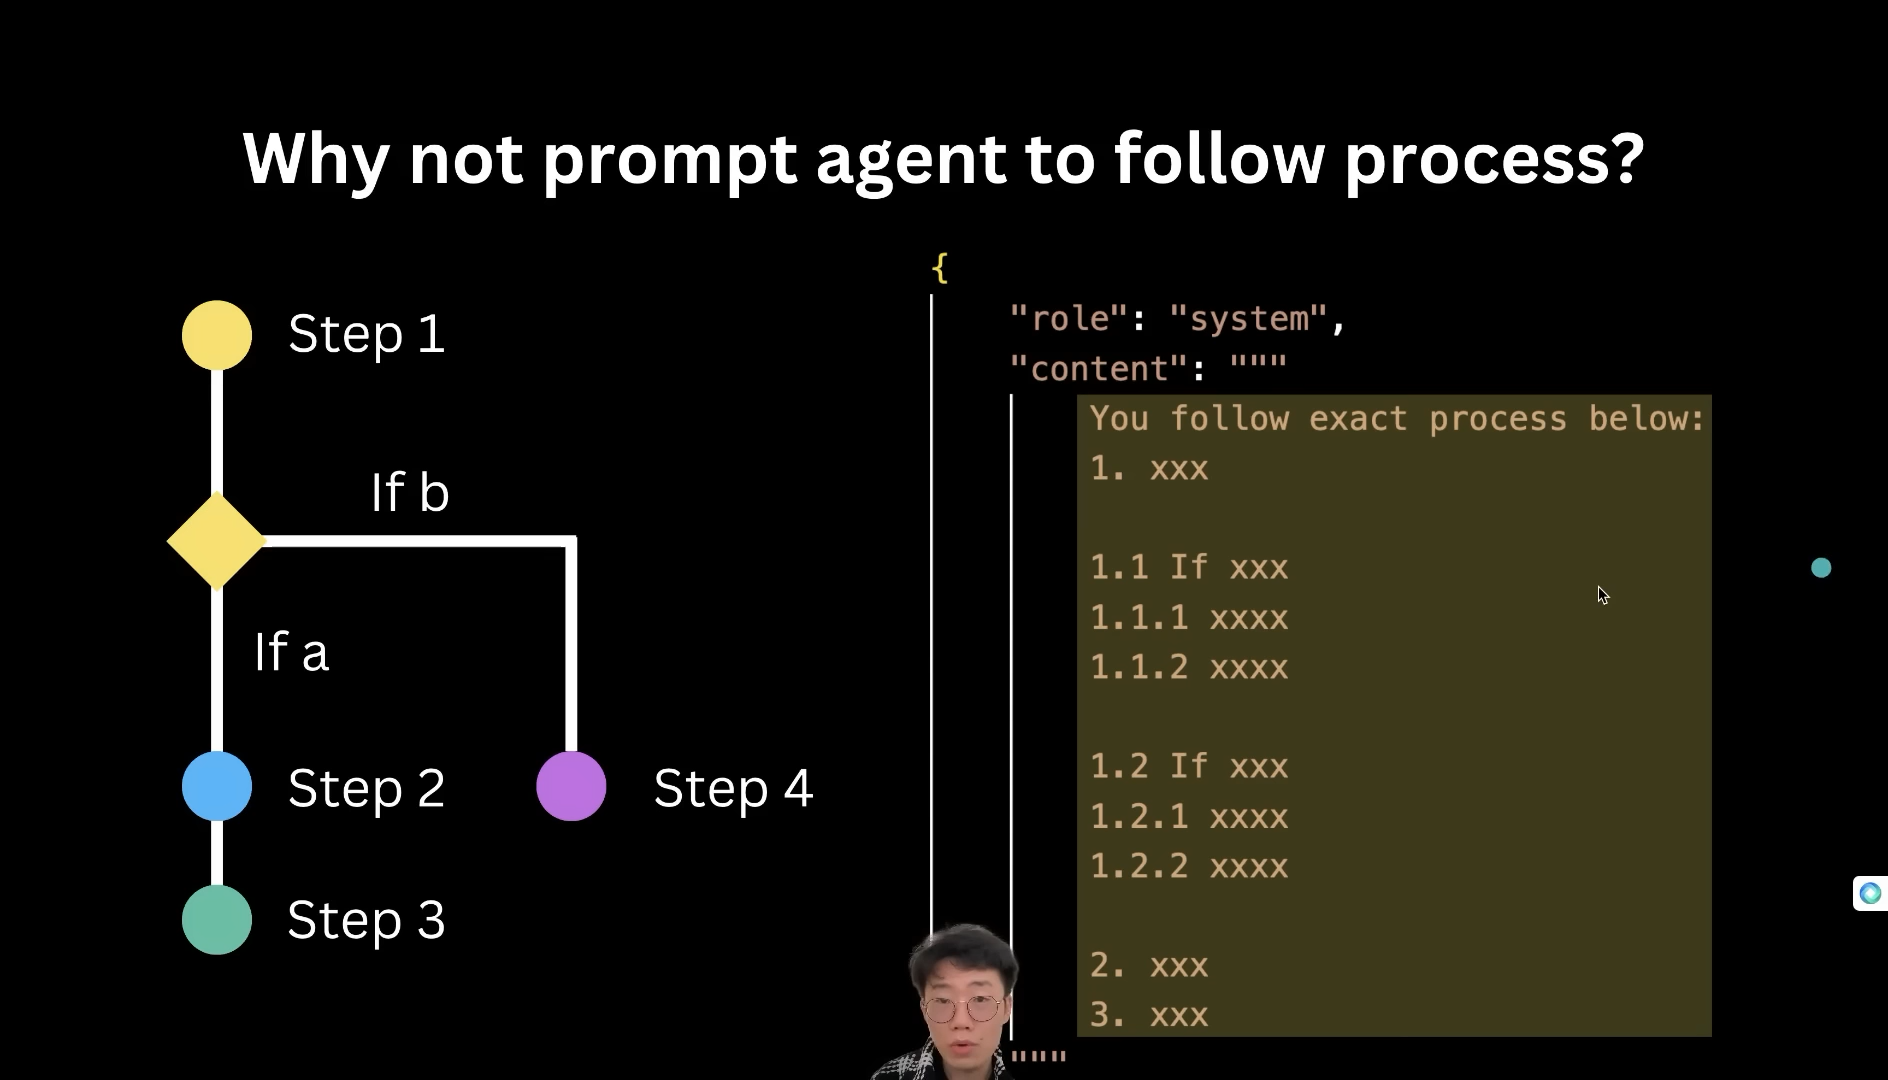 Why not prompt agent to follow process?
Step 1
If b
If a
Step 2
Step 4
Step 3
{
"role": "system",
"content": """
You follow exact process below:
1. xxx
1.1 If xxx
1.1.1 xxxx
1.1.2 xxxx
1.2 If xxx
1.2.1 xxxx
1.2.2 xxxx
2. xxx
3. xxx
"""